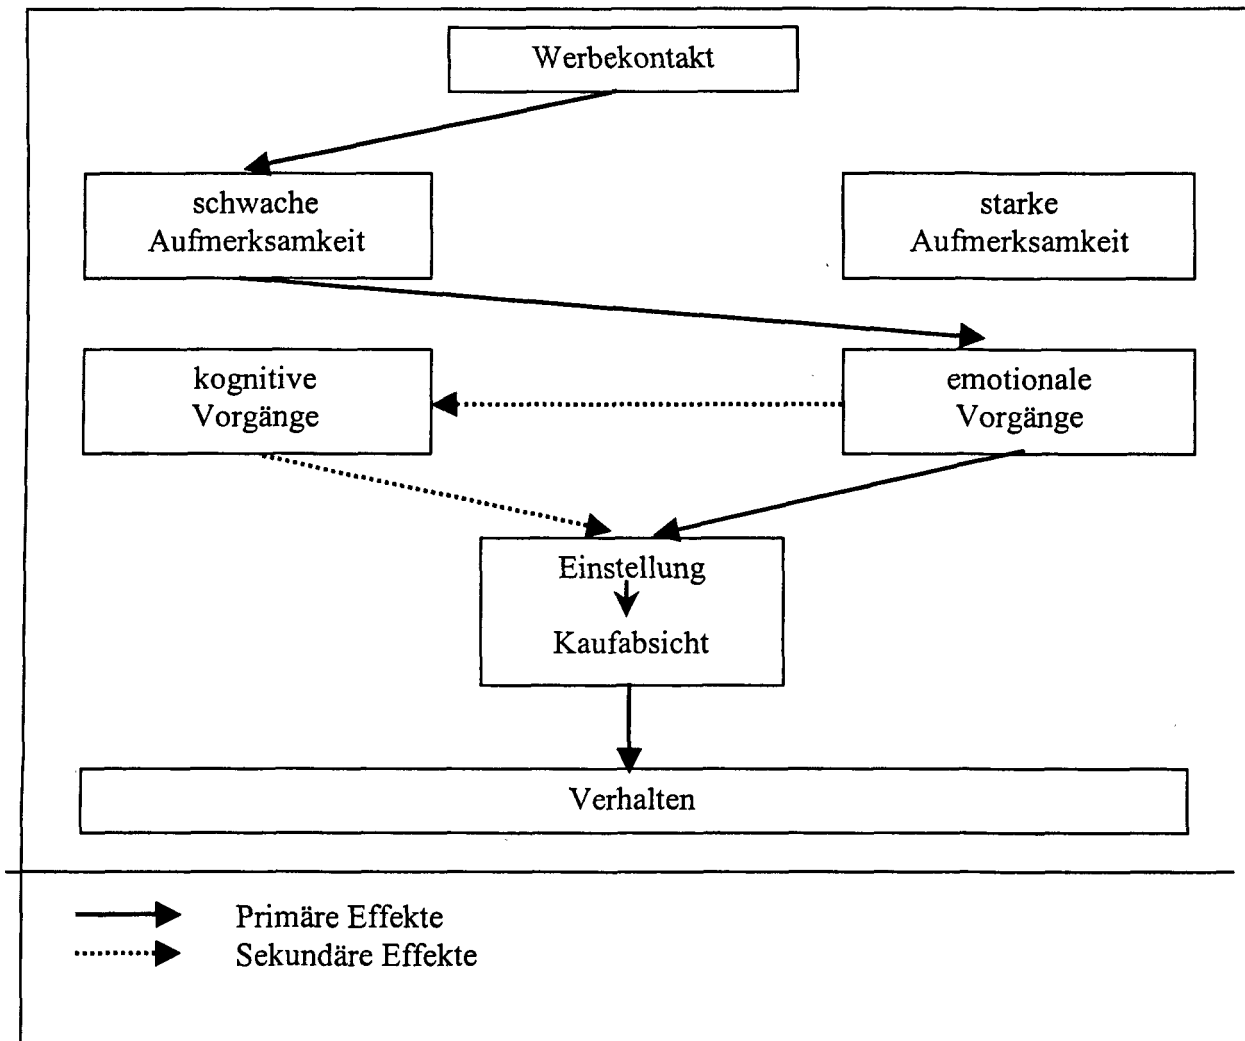 Werbekontakt
schwache
Aufmerksamkeit
starke
Aufmerksamkeit
kognitive
Vorgänge
emotionale
Vorgänge
Einstellung
Kaufabsicht
Verhalten
Primäre Effekte
Sekundäre Effekte